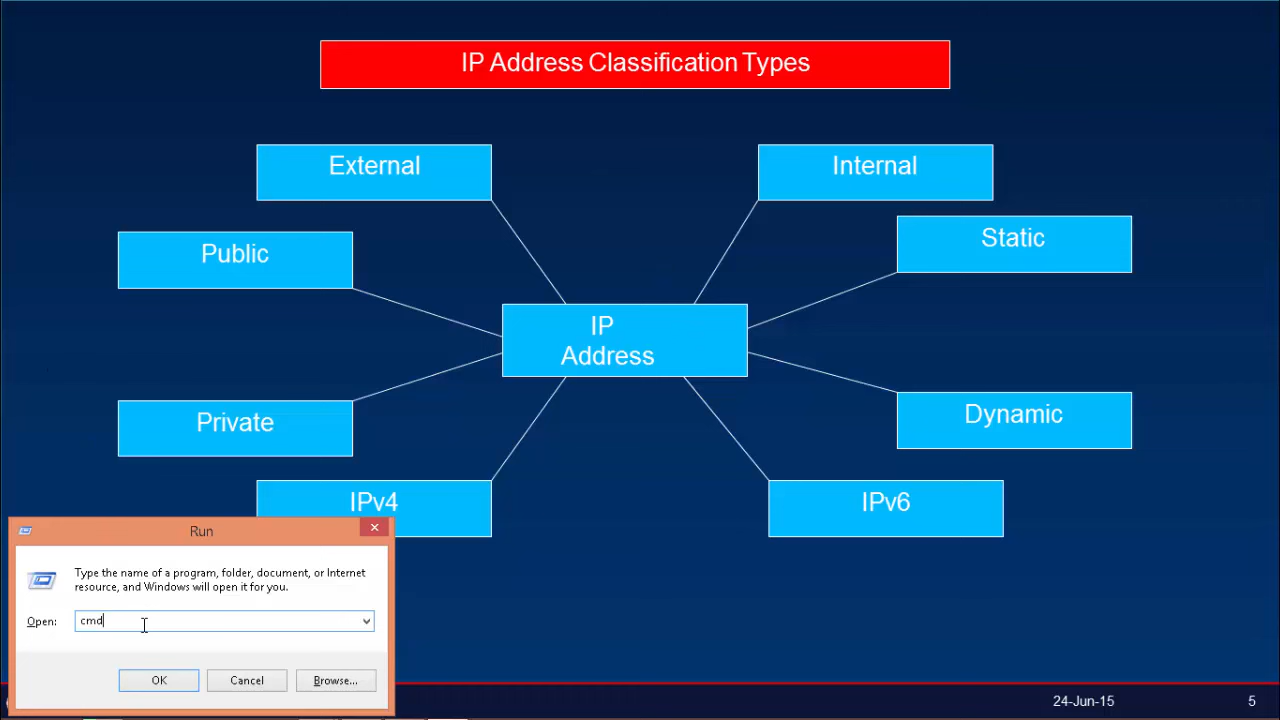 IP Address Classification Types
External
Internal
Public
Static
IP
Address
Private
Dynamic
IPv4
IPv6
Run
Type the name of a program, folder, document, or Internet
resource, and Windows will open it for you.
Open: cmd
OK Cancel Browse...
24-Jun-15 5